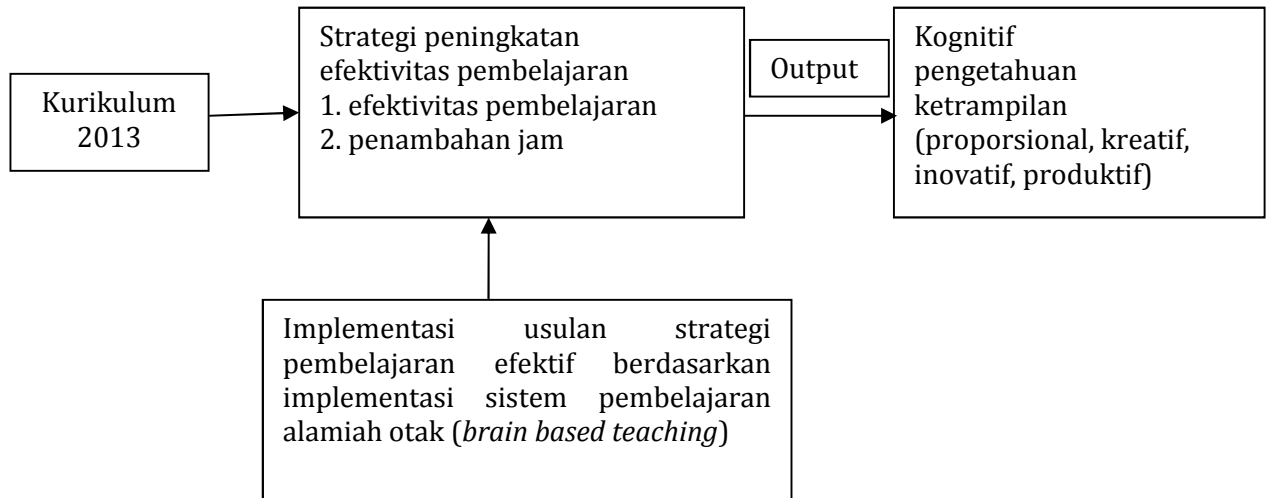 Kurikulum
2013
Strategi peningkatan
efektivitas pembelajaran
1. efektivitas pembelajaran
2. penambahan jam
Output
Kognitif
pengetahuan
ketrampilan
(proporsional, kreatif,
inovatif, produktif)
Implementasi usulan strategi
pembelajaran efektif berdasarkan
implementasi sistem pembelajaran
alamiah otak (brain based teaching)